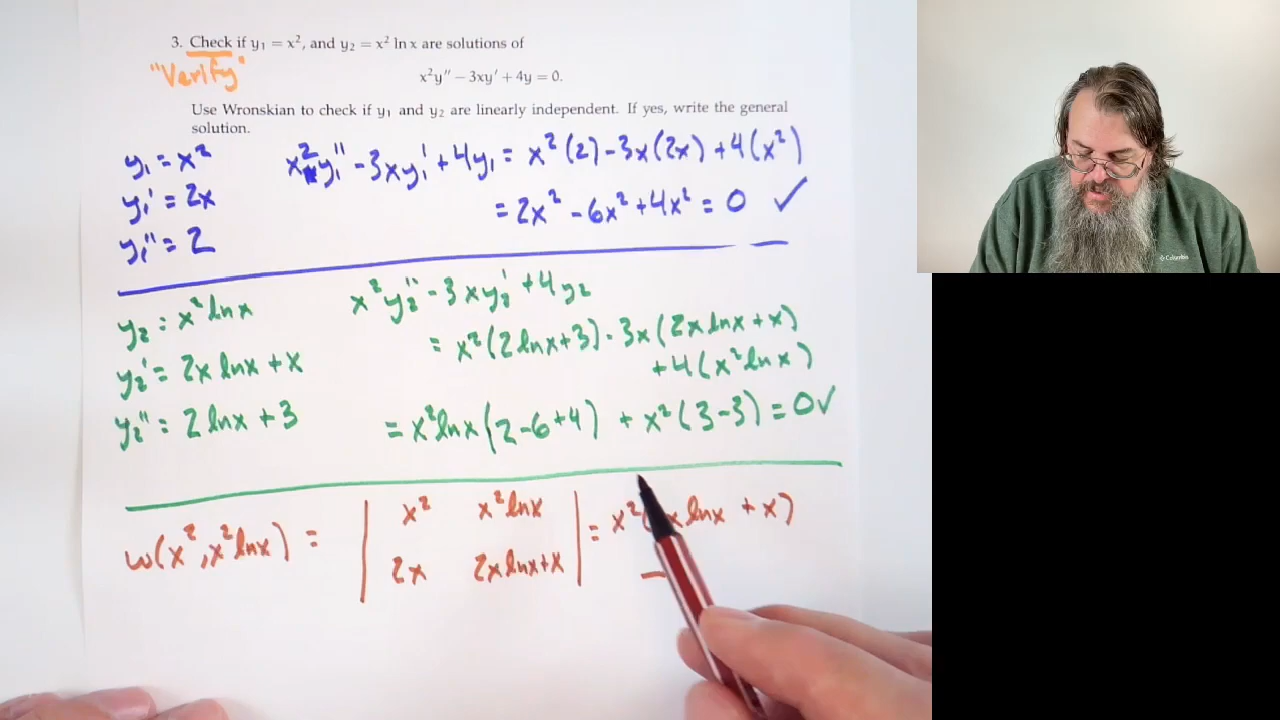 3. Check if y₁ = x², and y₂ = x² ln x are solutions of
"Verify"
x²y′′ − 3xy′ + 4y = 0.
Use Wronskian to check if y₁ and y₂ are linearly independent. If yes, write the general
solution.
y₁ = x²
y₁' = 2x
y₁'' = 2
x²y₁'' - 3xy₁' + 4y₁ = x²(2) - 3x(2x) + 4(x²)
= 2x² - 6x² + 4x² = 0 ✓
y₂ = x² ln x
y₂' = 2x ln x + x
y₂'' = 2 ln x + 3
x²y₂'' - 3xy₂' + 4y₂
= x²(2 ln x + 3) - 3x(2x ln x + x)
+ 4(x² ln x)
= x² ln x (2 - 6 + 4) + x²(3 - 3) = 0 ✓
W(x², x² ln x) = | x² x² ln x | = x²( x ln x + x)
| 2x 2x ln x + x | −
Columbia